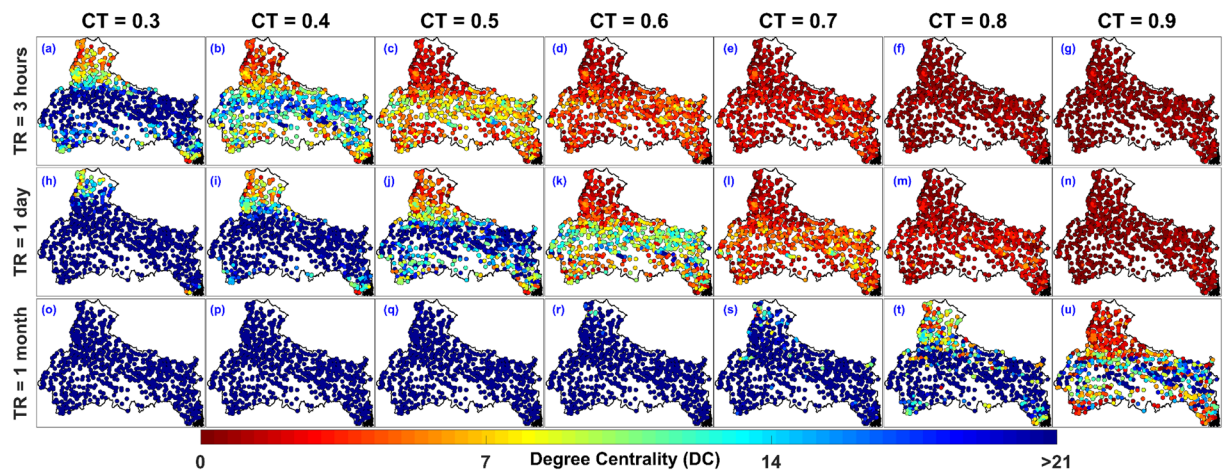 CT = 0.3 CT = 0.4 CT = 0.5 CT = 0.6 CT = 0.7 CT = 0.8 CT = 0.9
TR = 3 hours
(a) (b) (c) (d) (e) (f) (g)
TR = 1 day
(h) (i) (j) (k) (l) (m) (n)
TR = 1 month
(o) (p) (q) (r) (s) (t) (u)
0 7 Degree Centrality (DC) 14 >21